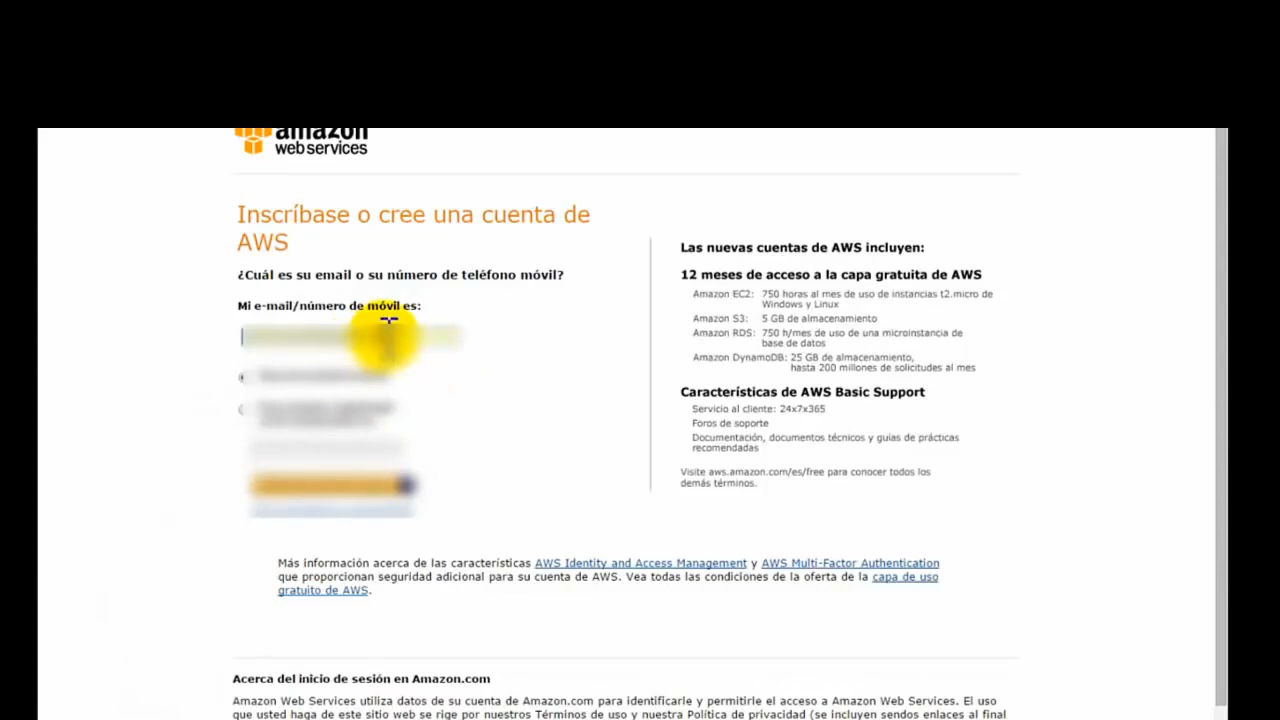 amazon
web services
Inscríbase o cree una cuenta de
AWS
¿Cuál es su email o su número de teléfono móvil?
Mi e-mail/número de móvil es:
Las nuevas cuentas de AWS incluyen:
12 meses de acceso a la capa gratuita de AWS
Amazon EC2: 750 horas al mes de uso de instancias t2.micro de
Windows y Linux
Amazon S3: 5 GB de almacenamiento
Amazon RDS: 750 h/mes de uso de una microinstancia de
base de datos
Amazon DynamoDB: 25 GB de almacenamiento,
hasta 200 millones de solicitudes al mes
Características de AWS Basic Support
Servicio al cliente: 24x7x365
Foros de soporte
Documentación, documentos técnicos y guías de prácticas
recomendadas
Visite aws.amazon.com/es/free para conocer todos los
demás términos.
Más información acerca de las características AWS Identity and Access Management y AWS Multi-Factor Authentication
que proporcionan seguridad adicional para su cuenta de AWS. Vea todas las condiciones de la oferta de la capa de uso
gratuito de AWS.
Acerca del inicio de sesión en Amazon.com
Amazon Web Services utiliza datos de su cuenta de Amazon.com para identificarle y permitirle el acceso a Amazon Web Services. El uso
que usted haga de este sitio web se rige por nuestros Términos de uso y nuestra Política de privacidad (se incluyen sendos enlaces al final